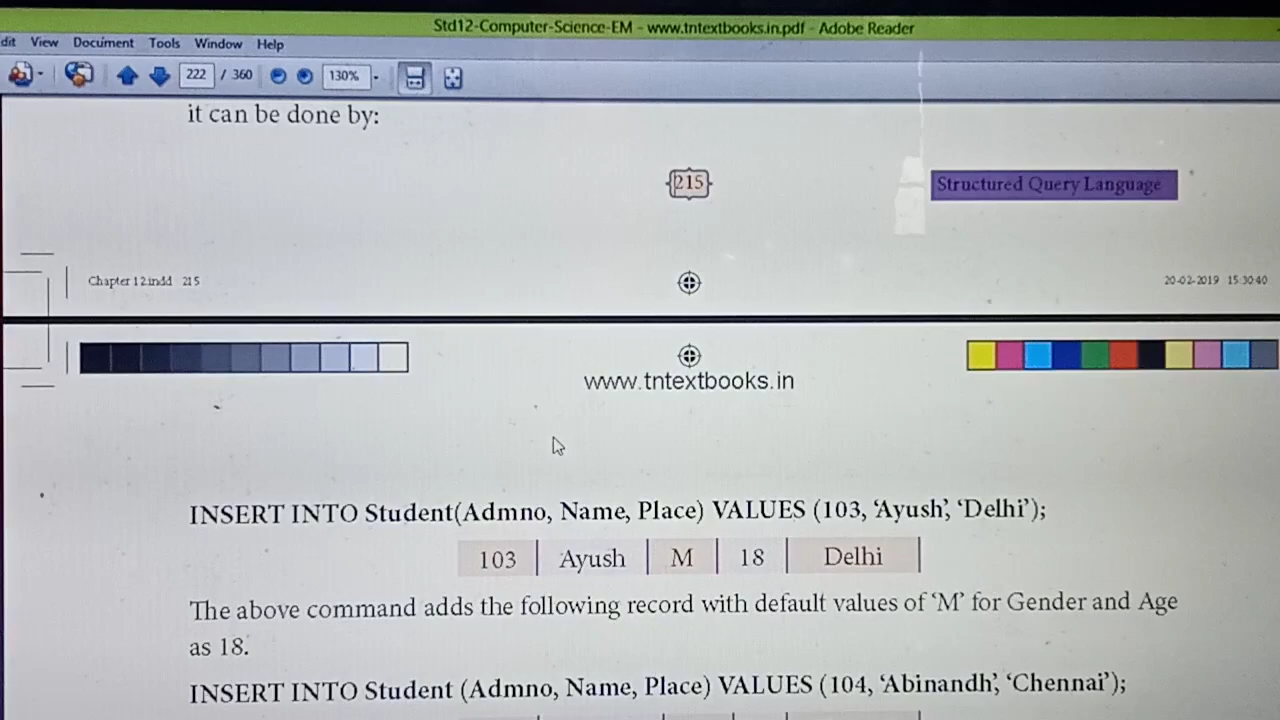 Std12-Computer-Science-EM - www.tntextbooks.in.pdf - Adobe Reader
dit View Document Tools Window Help
222 / 360 130%
it can be done by:
215
Structured Query Language
Chapter 12.indd 215
20-02-2019 15:30:40
www.tntextbooks.in
INSERT INTO Student(Admno, Name, Place) VALUES (103, ‘Ayush’, ‘Delhi’);
103 Ayush M 18 Delhi
The above command adds the following record with default values of ‘M’ for Gender and Age
as 18.
INSERT INTO Student (Admno, Name, Place) VALUES (104, ‘Abinandh’, ‘Chennai’);